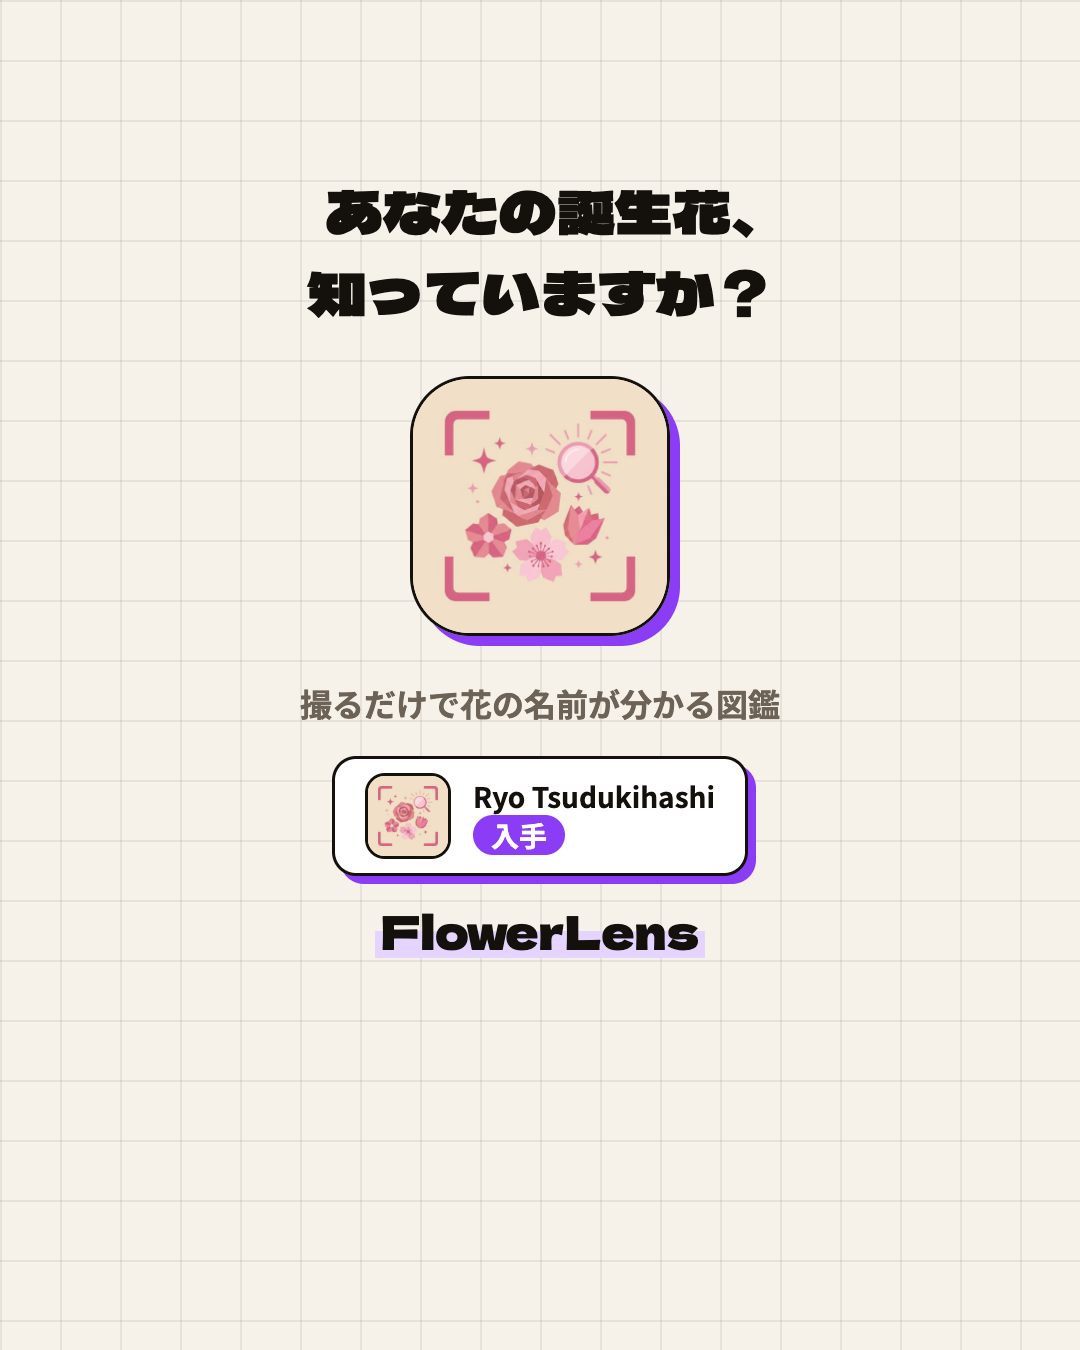 あなたの誕生花、
知っていますか？
撮るだけで花の名前が分かる図鑑
Ryo Tsudukihashi
入手
FlowerLens